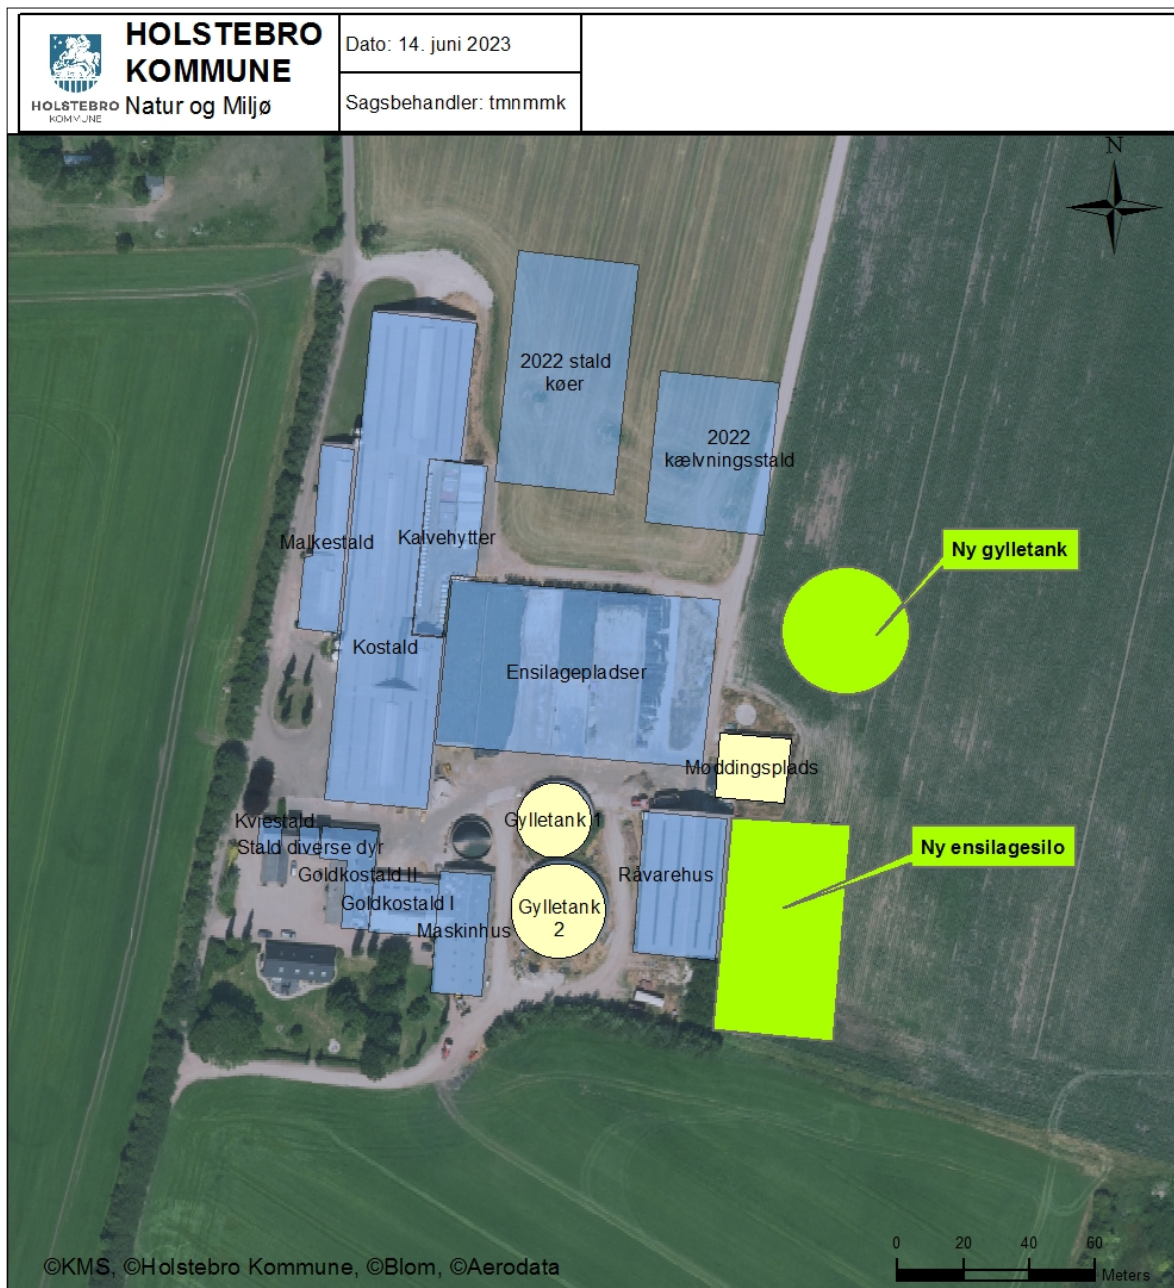 HOLSTEBRO
KOMMUNE
Natur og Miljø
HOLSTEBRO
KOMMUNE
Dato: 14. juni 2023
Sagsbehandler: tmnmmk
N
2022 stald
køer
2022
kælvningsstald
Ny gylletank
Malkestald
Kalvehytter
Kostald
Ensilagepladser
Møddingsplads
Kviestald
Gylletank 1
Stald diverse dyr
Ny ensilagesilo
Goldkostald II
Råvarehus
Goldkostald I
Gylletank
2
Maskinhus
0 20 40 60
Meters
©KMS, ©Holstebro Kommune, ©Blom, ©Aerodata